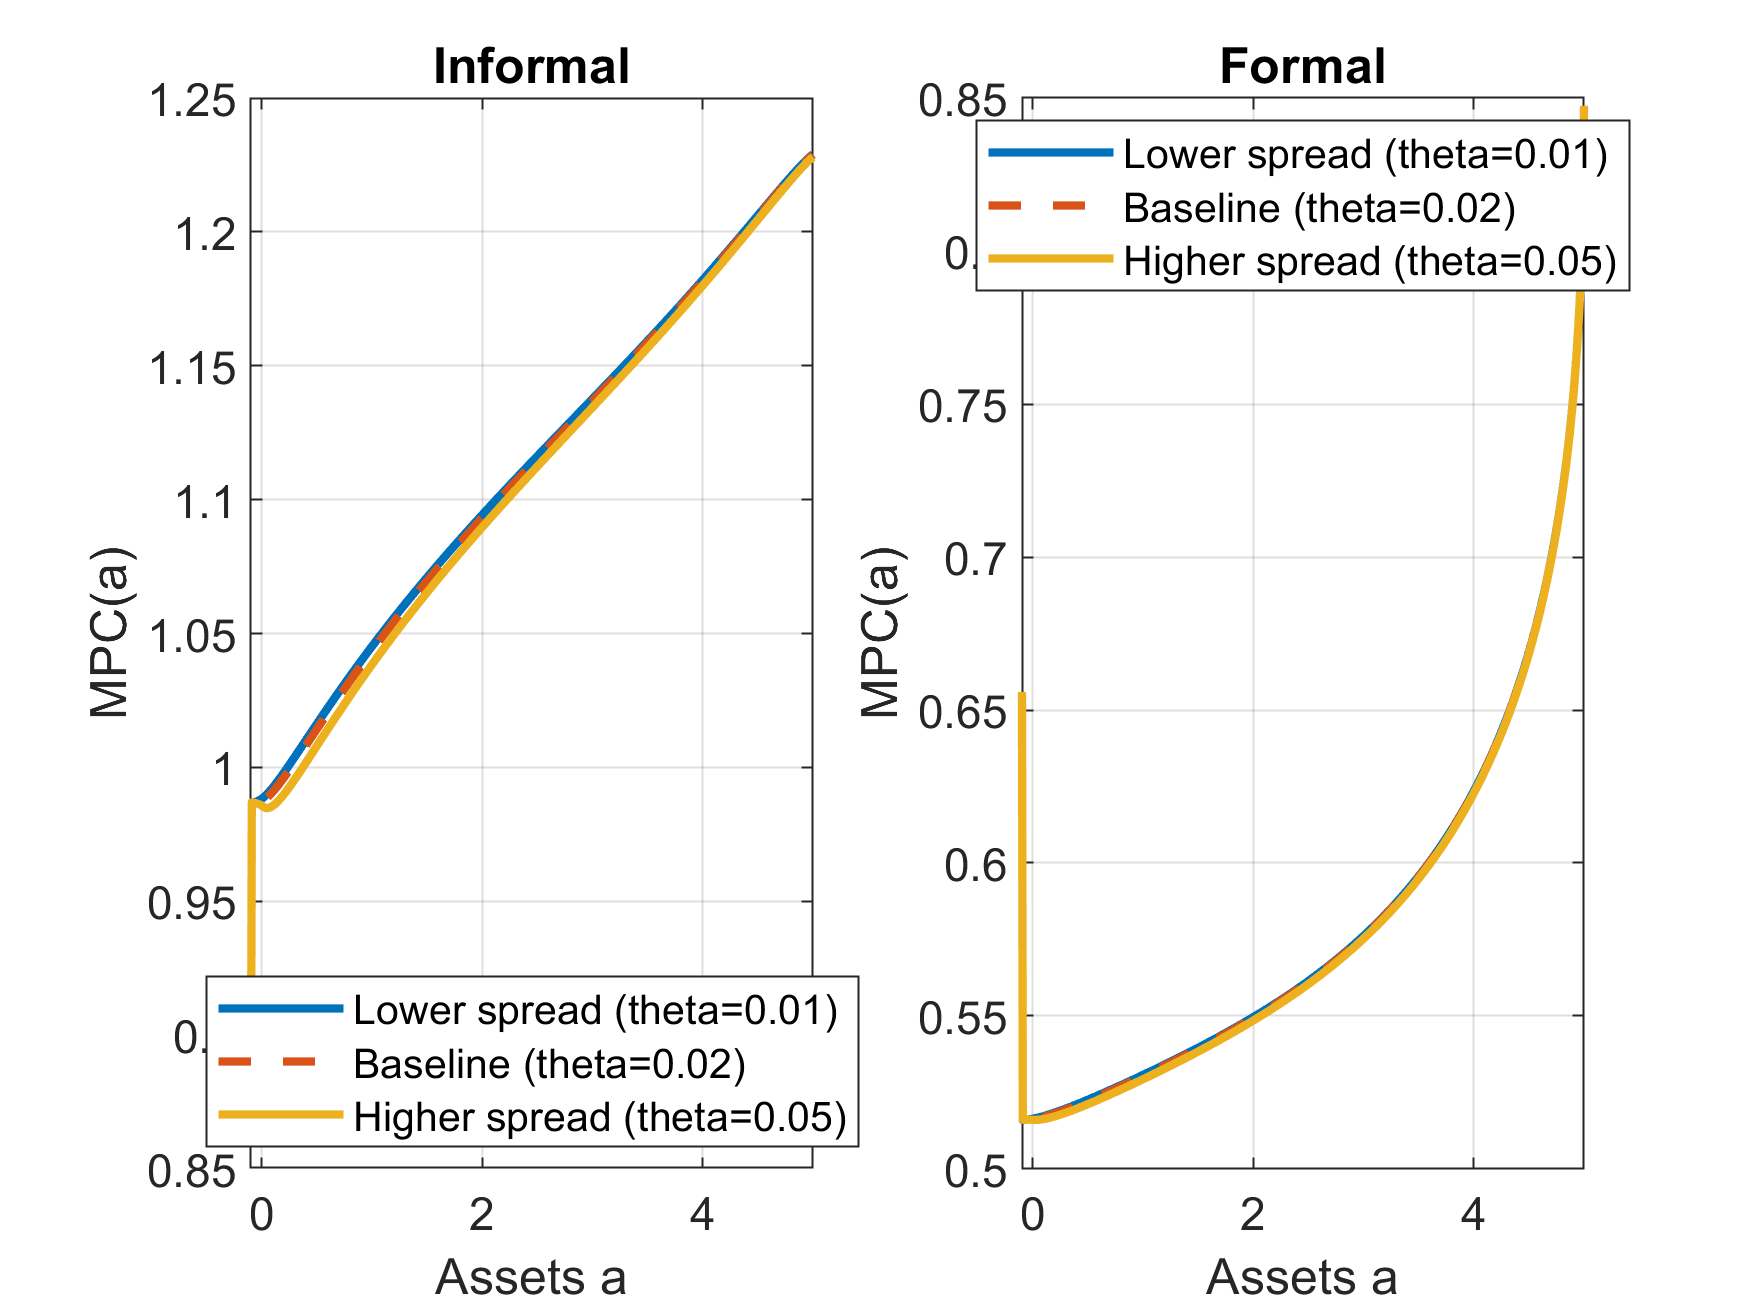 Informal
1.25
1.2
1.15
1.1
1.05
1
0.95
0.
0.85
MPC(a)
0
2
4
Assets a
Lower spread (theta=0.01)
Baseline (theta=0.02)
Higher spread (theta=0.05)
Formal
0.85
0.
0.75
0.7
0.65
0.6
0.55
0.5
MPC(a)
0
2
4
Assets a
Lower spread (theta=0.01)
Baseline (theta=0.02)
Higher spread (theta=0.05)